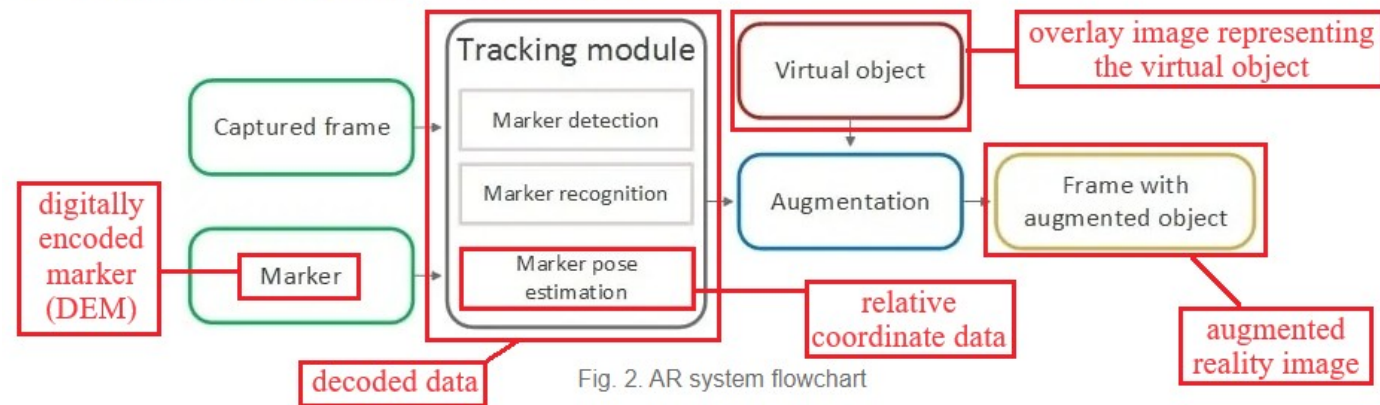 Tracking module
overlay image representing
the virtual object
Virtual object
Captured frame
Marker detection
Marker recognition
Augmentation
Frame with
augmented object
digitally
encoded
marker
(DEM)
Marker
Marker pose
estimation
relative
coordinate data
augmented
reality image
decoded data
Fig. 2. AR system flowchart